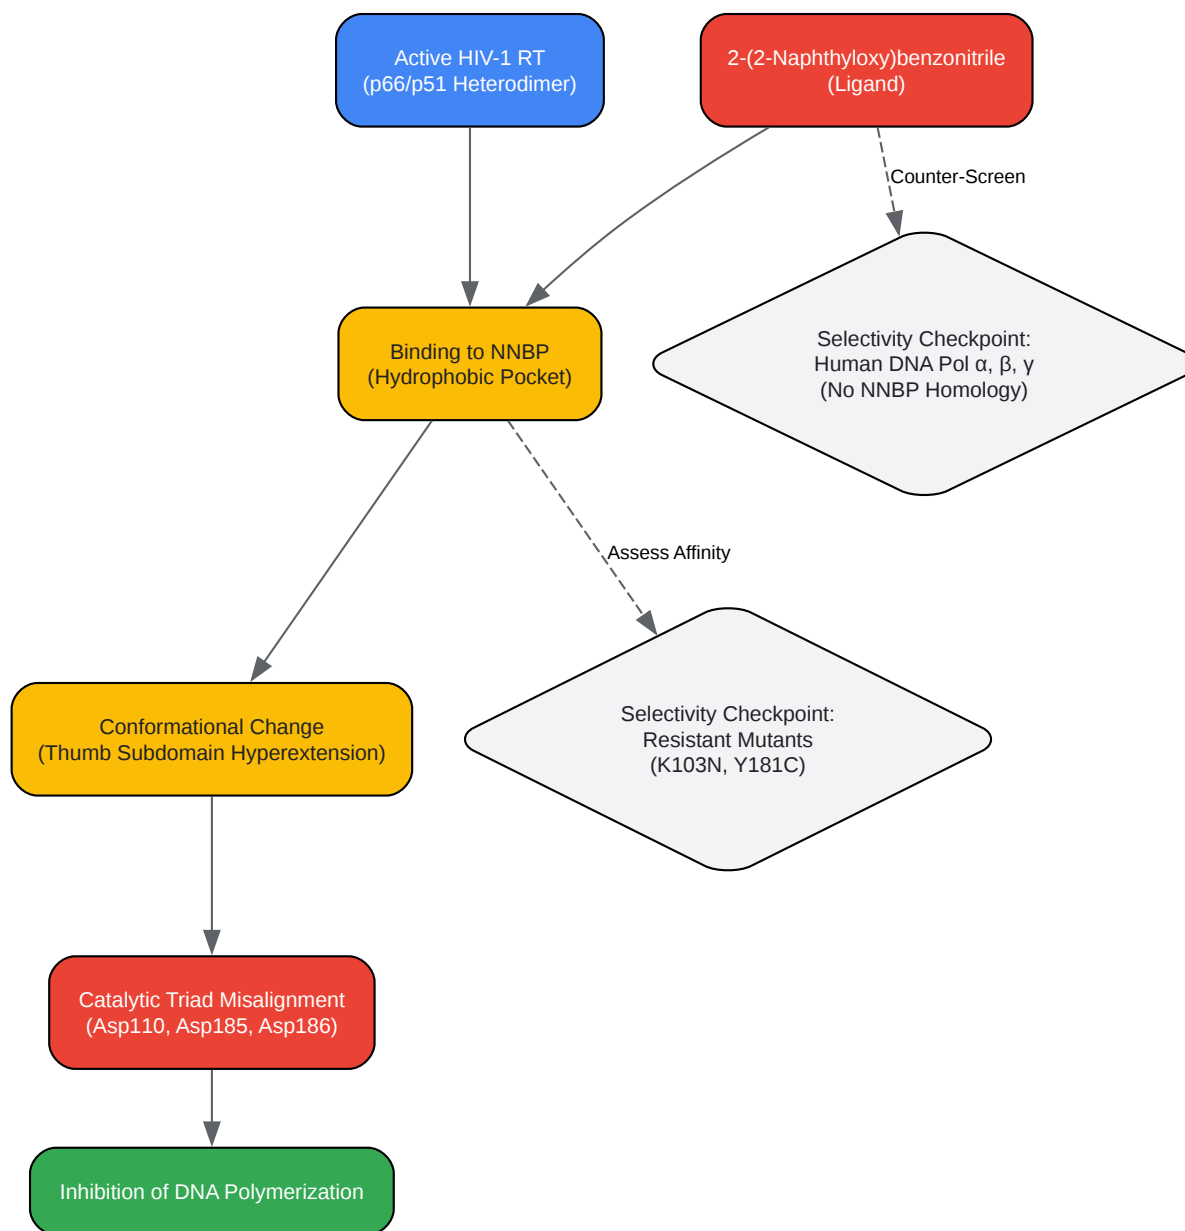 Active HIV-1 RT
(p66/p51 Heterodimer)
2-(2-Naphthyloxy)benzonitrile
(Ligand)
Counter-Screen
Binding to NNBP
(Hydrophobic Pocket)
Selectivity Checkpoint:
Human DNA Pol α, β, γ
(No NNBP Homology)
Assess Affinity
Conformational Change
(Thumb Subdomain Hyperextension)
Selectivity Checkpoint:
Resistant Mutants
(K103N, Y181C)
Catalytic Triad Misalignment
(Asp110, Asp185, Asp186)
Inhibition of DNA Polymerization